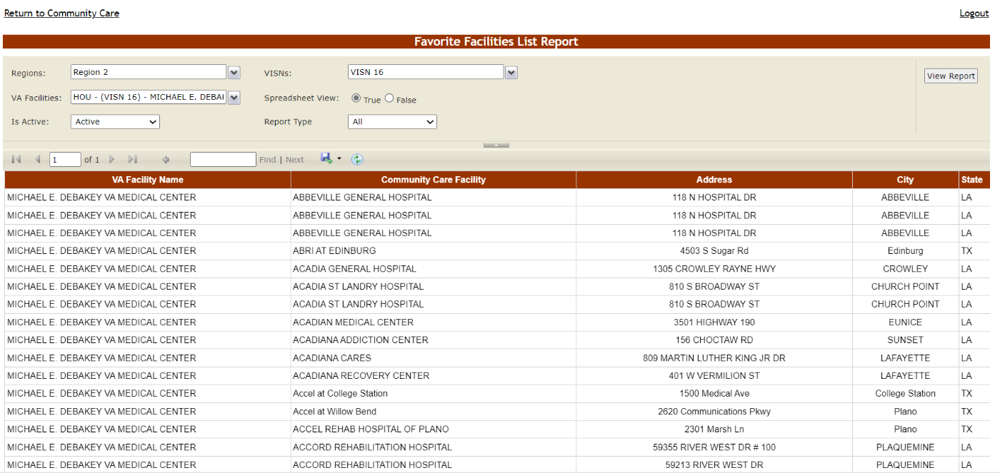 Return to Community Care Logout
Favorite Facilities List Report
Regions: Region 2 VISNs: VISN 16 View Report
VA Facilities: HOU - (VISN 16) - MICHAEL E. Spreadsheet View: True False
Is Active: Active Report Type All
1 of 1 Find | Next
VA Facility Name Community Care Facility Address City State
MICHAEL E. DEBAKEY VA MEDICAL CENTER ABBEVILLE GENERAL HOSPITAL 118 N HOSPITAL DR ABBEVILLE LA
MICHAEL E. DEBAKEY VA MEDICAL CENTER ABBEVILLE GENERAL HOSPITAL 118 N HOSPITAL DR ABBEVILLE LA
MICHAEL E. DEBAKEY VA MEDICAL CENTER ABBEVILLE GENERAL HOSPITAL 118 N HOSPITAL DR ABBEVILLE LA
MICHAEL E. DEBAKEY VA MEDICAL CENTER ABRI AT EDINBURG 4503 S Sugar Rd Edinburg TX
MICHAEL E. DEBAKEY VA MEDICAL CENTER ACADIA GENERAL HOSPITAL 1305 CROWLEY RAYNE HWY CROWLEY LA
MICHAEL E. DEBAKEY VA MEDICAL CENTER ACADIA ST LANDRY HOSPITAL 810 S BROADWAY ST CHURCH POINT LA
MICHAEL E. DEBAKEY VA MEDICAL CENTER ACADIA ST LANDRY HOSPITAL 810 S BROADWAY ST CHURCH POINT LA
MICHAEL E. DEBAKEY VA MEDICAL CENTER ACADIAN MEDICAL CENTER 3501 HIGHWAY 190 EUNICE LA
MICHAEL E. DEBAKEY VA MEDICAL CENTER ACADIANA ADDICTION CENTER 156 CHOCTAW RD SUNSET LA
MICHAEL E. DEBAKEY VA MEDICAL CENTER ACADIANA CARES 809 MARTIN LUTHER KING JR DR LAFAYETTE LA
MICHAEL E. DEBAKEY VA MEDICAL CENTER ACADIANA RECOVERY CENTER 401 W VERMILION ST LAFAYETTE LA
MICHAEL E. DEBAKEY VA MEDICAL CENTER Accel at College Station 1500 Medical Ave College Station TX
MICHAEL E. DEBAKEY VA MEDICAL CENTER Accel at Willow Bend 2620 Communications Pkwy Plano TX
MICHAEL E. DEBAKEY VA MEDICAL CENTER ACCEL REHAB HOSPITAL OF PLANO 2301 Marsh Ln Plano TX
MICHAEL E. DEBAKEY VA MEDICAL CENTER ACCORD REHABILITATION HOSPITAL 59355 RIVER WEST DR # 100 PLAQUEMINE LA
MICHAEL E. DEBAKEY VA MEDICAL CENTER ACCORD REHABILITATION HOSPITAL 59213 RIVER WEST DR PLAQUEMINE LA